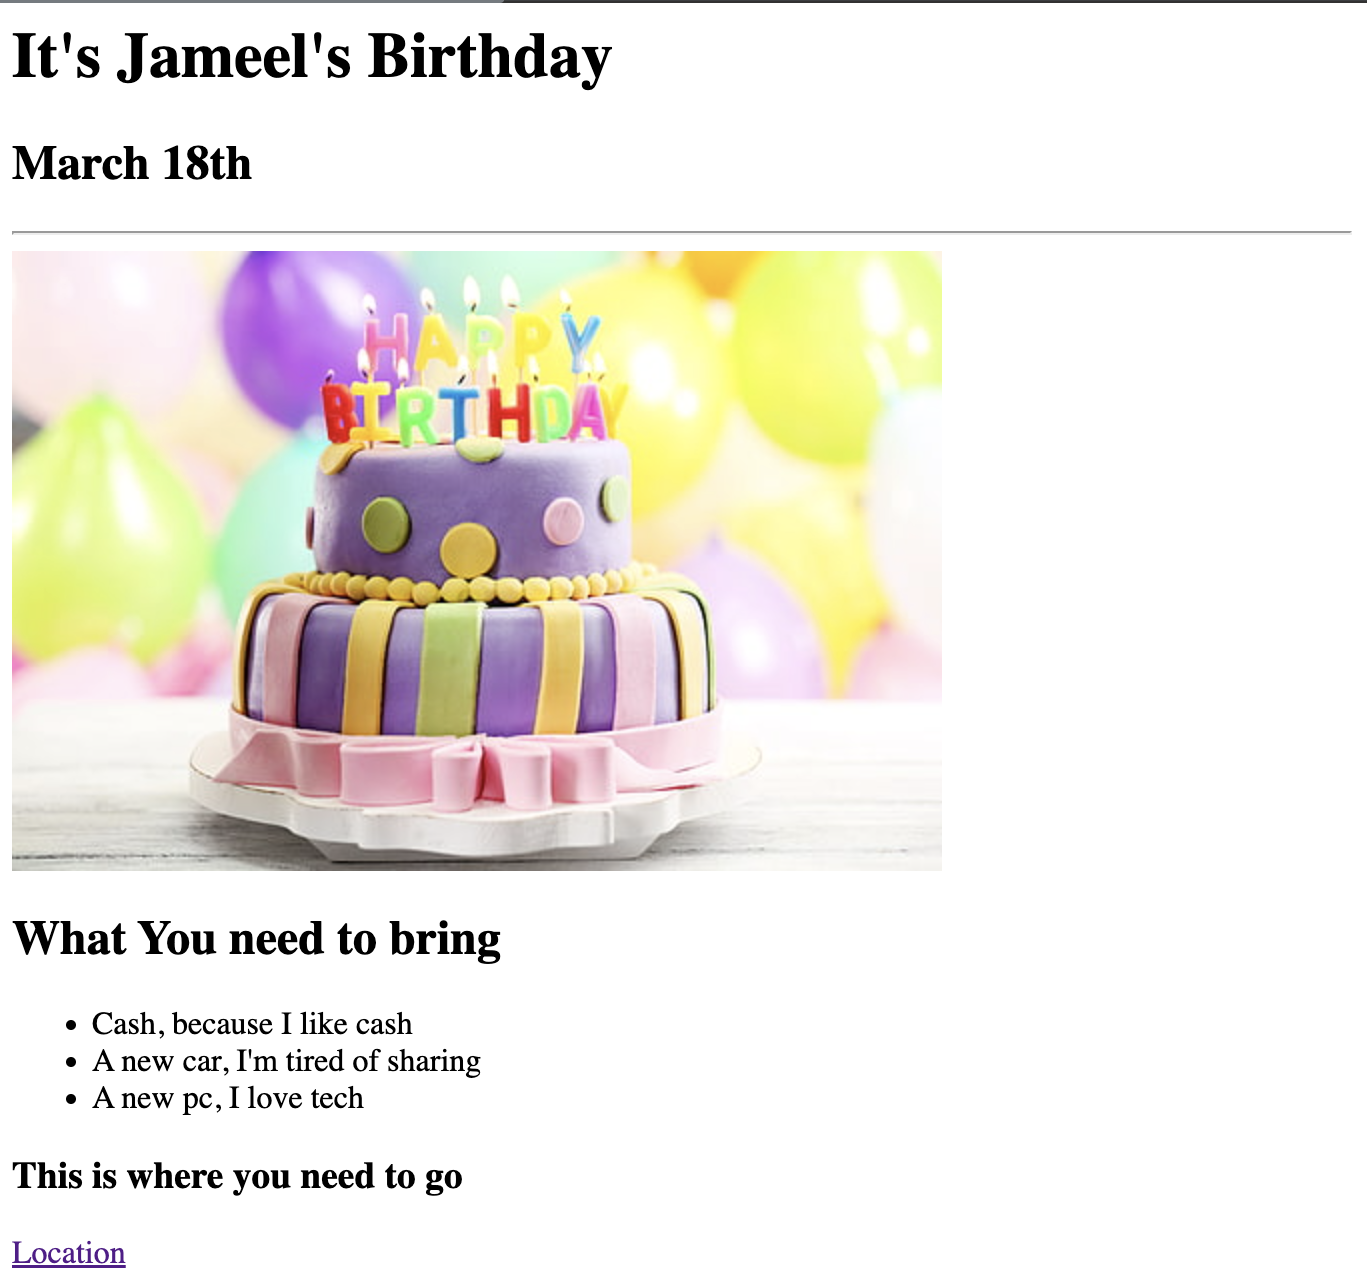 It's Jameel's Birthday
March 18th
HAPPY
BIRTHDAY
What You need to bring
Cash, because I like cash
A new car, I'm tired of sharing
A new pc, I love tech
This is where you need to go
Location